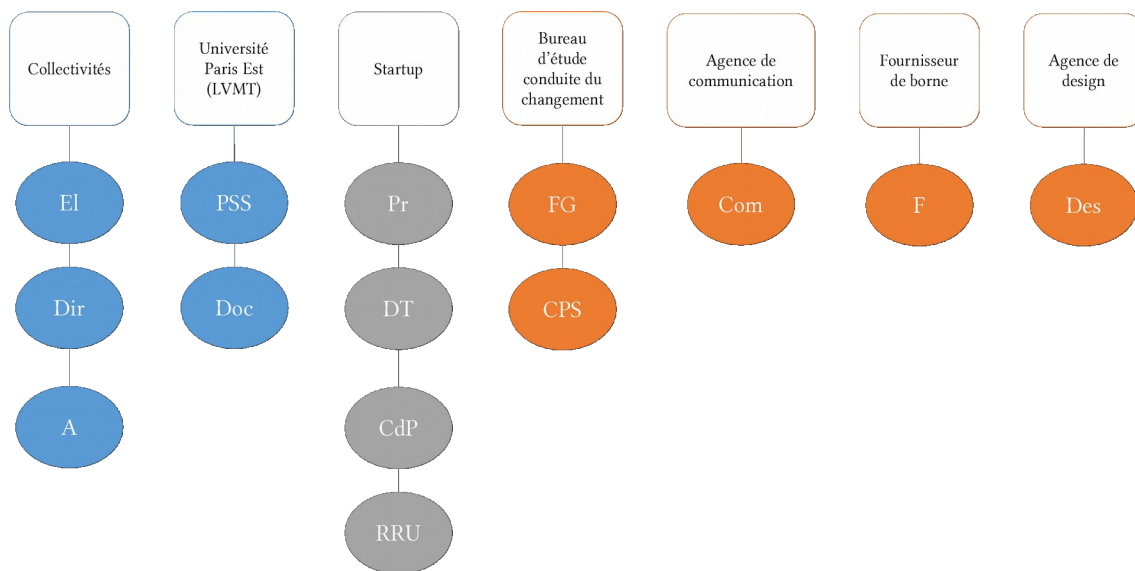 Collectivités
Université
Paris Est
(LVMT)
Startup
Bureau
d'étude
conduite du
changement
Agence de
communication
Fournisseur
de borne
Agence de
design
El
PSS
Pr
FG
Com
F
Des
Dir
Doc
DT
CPS
A
CdP
RRU